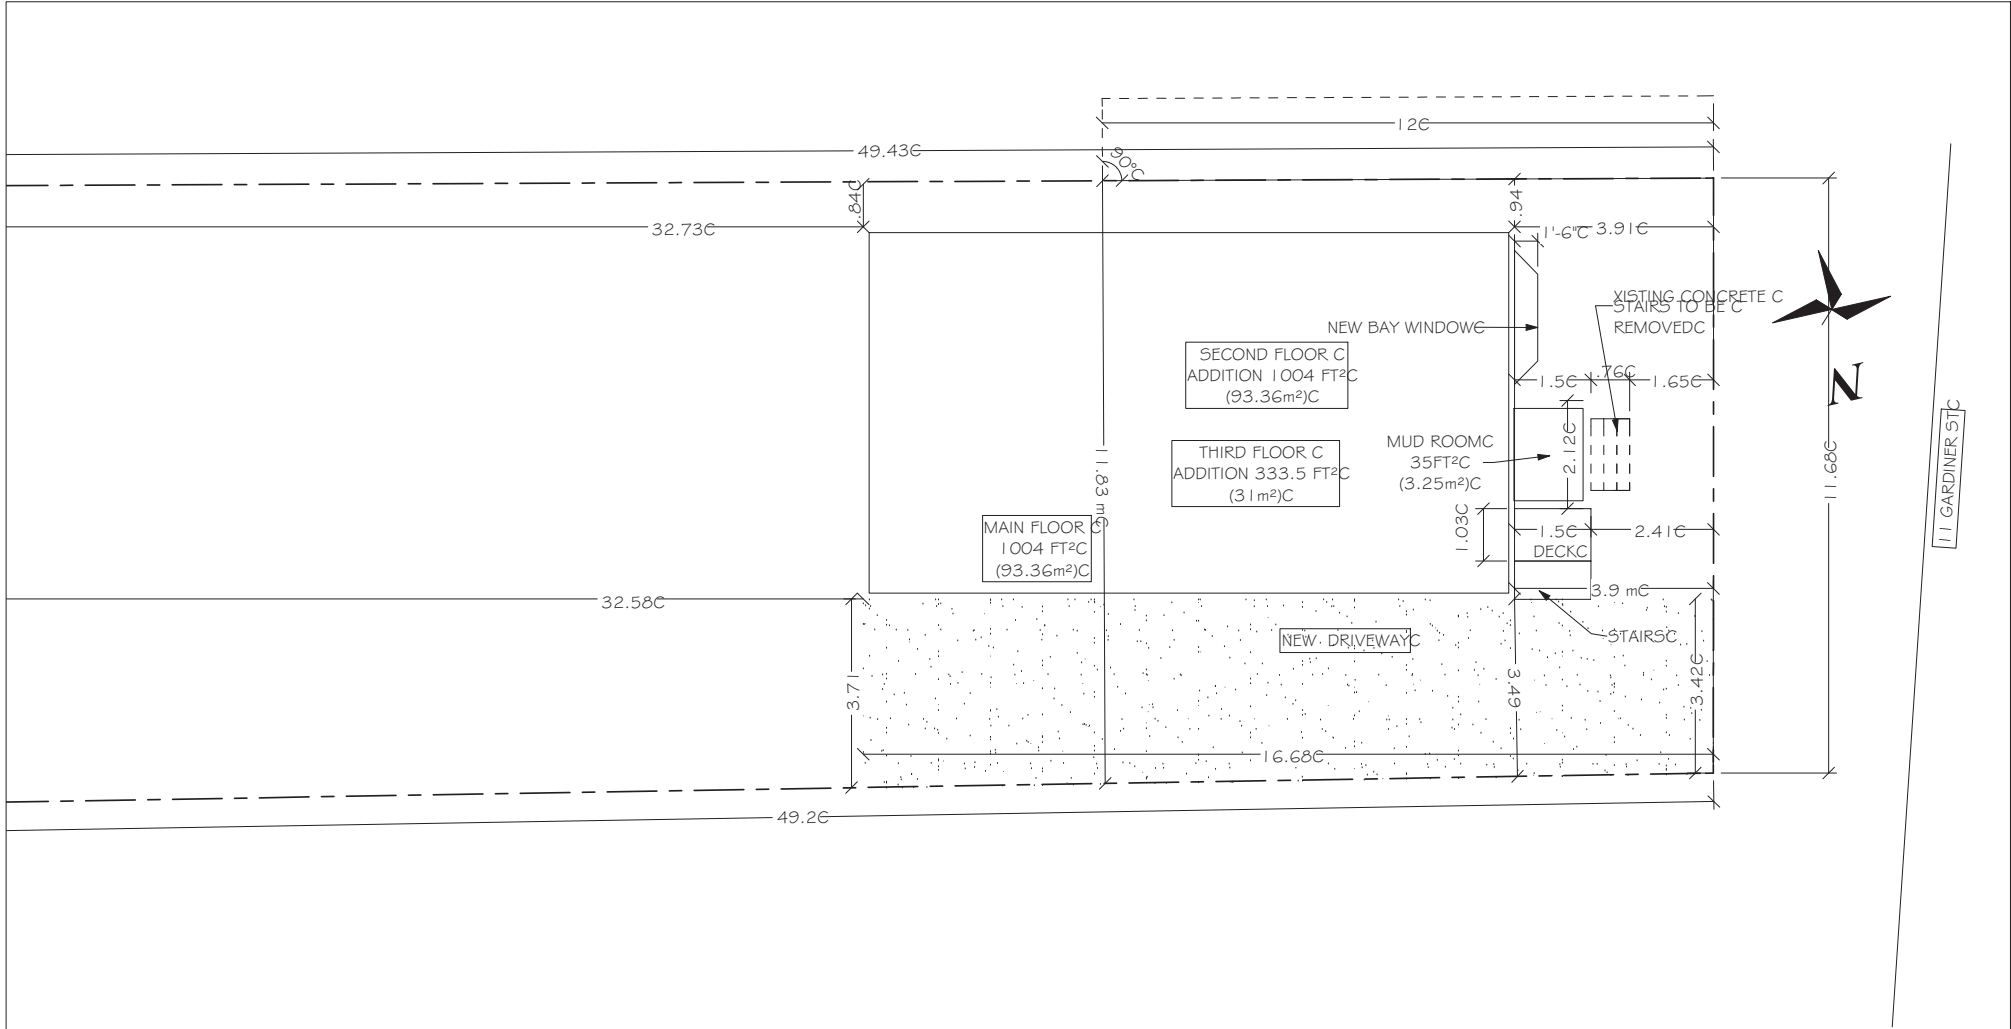 12C
49.43C
90°C
.84C
.94
32.73C
3.91C
1'-6"C
XISTING CONCRETE C
STAIRS TO BE C
REMOVEDC
NEW BAY WINDOWC
SECOND FLOOR C
ADDITION 1004 FT²C
(93.36m²)C
1.5C
.76C
1.65C
N
THIRD FLOOR C
ADDITION 333.5 FT²C
(31m²)C
MUD ROOMC
35FT²C
(3.25m²)C
2.12C
11.83 mC
11.68C
11 GARDINER STC
MAIN FLOOR C
1004 FT²C
(93.36m²)C
1.03C
1.5C
2.41C
DECKC
3.9 mC
32.58C
NEW DRIVEWAYC
STAIRSC
3.71
3.49
3.42C
16.68C
49.2C